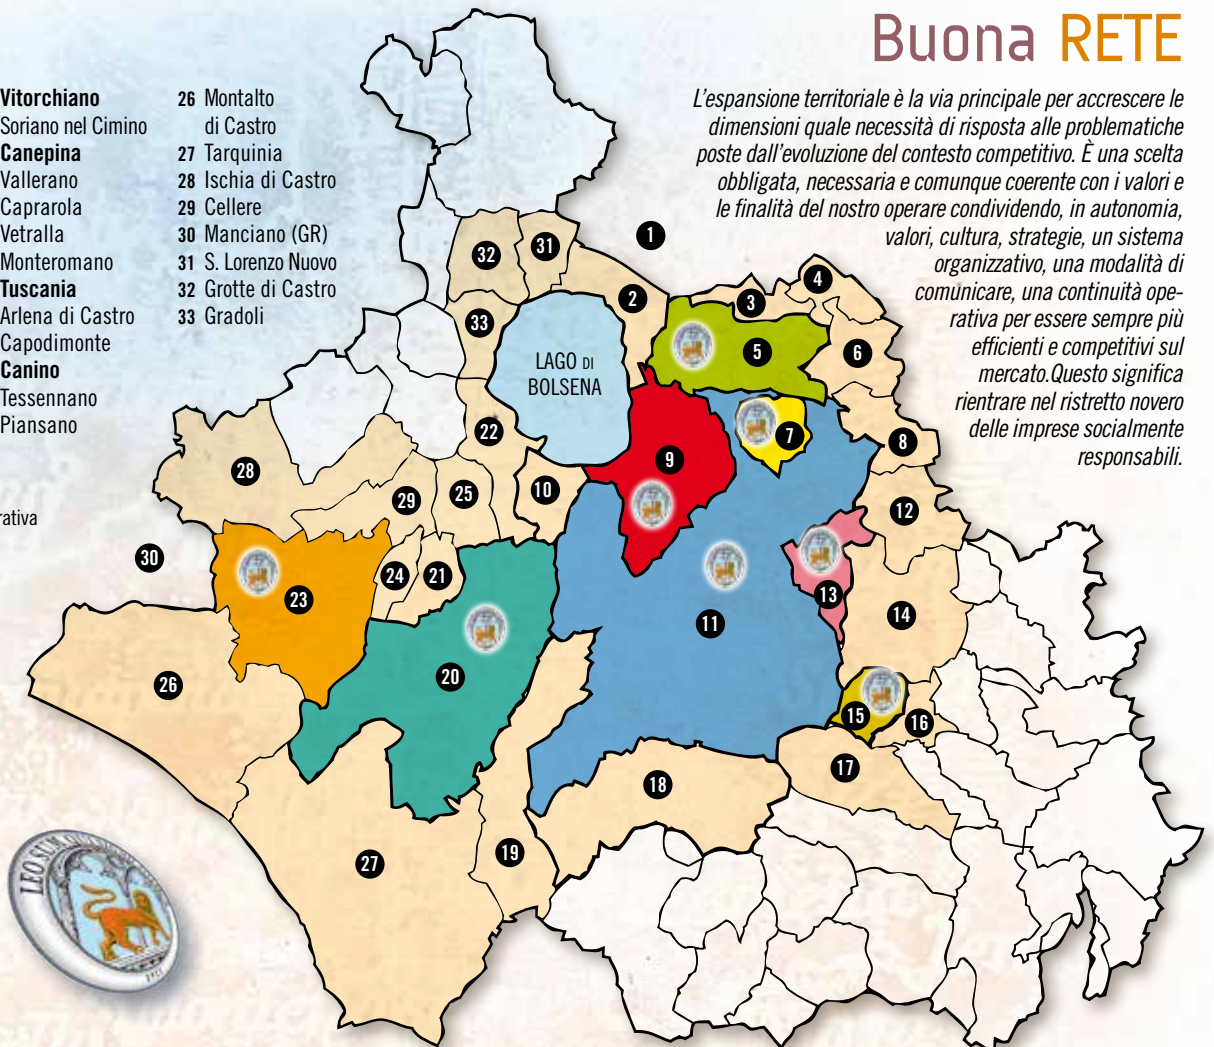 Buona RETE
L'espansione territoriale è la via principale per accrescere le
dimensioni quale necessità di risposta alle problematiche
poste dall'evoluzione del contesto competitivo. È una scelta
obbligata, necessaria e comunque coerente con i valori e
le finalità del nostro operare condividendo, in autonomia,
valori, cultura, strategie, un sistema
organizzativo, una modalità di
comunicare, una continuità ope-
rativa per essere sempre più
efficienti e competitivi sul
mercato.Questo significa
rientrare nel ristretto novero
delle imprese socialmente
responsabili.
Vitorchiano
Soriano nel Cimino
Canepina
Vallerano
Caprarola
Vetralla
Monteromano
Tuscania
Arlena di Castro
Capodimonte
Canino
Tessennano
Piansano
26 Montalto
di Castro
27 Tarquinia
28 Ischia di Castro
29 Cellere
30 Manciano (GR)
31 S. Lorenzo Nuovo
32 Grotte di Castro
33 Gradoli
rativa
1
32
31
4
2
3
33
5
6
LAGO DI
BOLSENA
22
7
8
9
28
29
25
10
12
30
24
21
23
13
14
11
20
26
15
16
17
18
19
27
LEO SUM